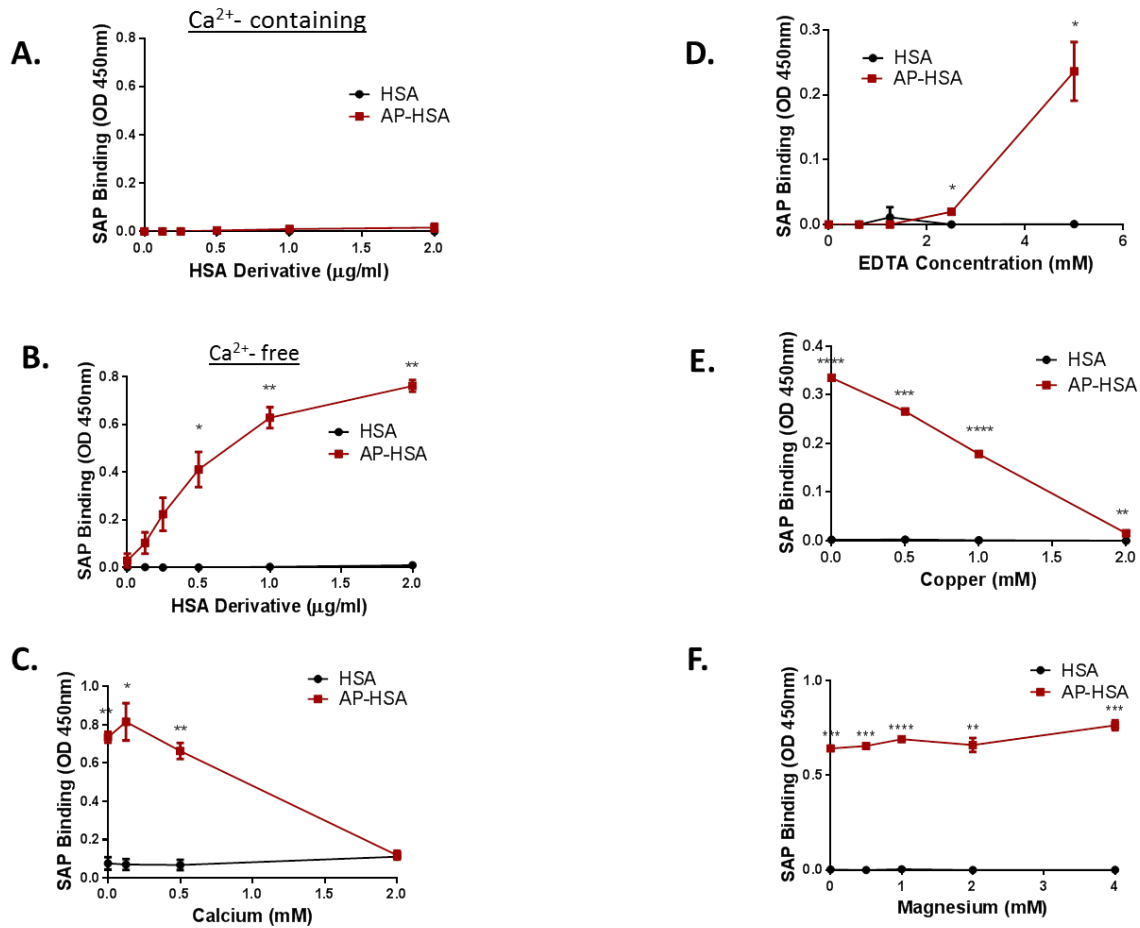 A.
Ca²⁺- containing
SAP Binding (OD 450nm)
0.8
0.6
0.4
0.2
0.0
HSA
AP-HSA
0.0 0.5 1.0 1.5 2.0
HSA Derivative (μg/ml)
B.
Ca²⁺- free
SAP Binding (OD 450nm)
0.8
0.6
0.4
0.2
0.0
*
**
**
HSA
AP-HSA
0.0 0.5 1.0 1.5 2.0
HSA Derivative (μg/ml)
C.
SAP Binding (OD 450nm)
1.0
0.8
0.6
0.4
0.2
0.0
**
*
**
HSA
AP-HSA
0.0 0.5 1.0 1.5 2.0
Calcium (mM)
D.
SAP Binding (OD 450nm)
0.3
0.2
0.1
0.0
HSA
AP-HSA
*
*
0 2 4 6
EDTA Concentration (mM)
E.
SAP Binding (OD 450nm)
0.4
0.3
0.2
0.1
0.0
****
***
****
**
HSA
AP-HSA
0.0 0.5 1.0 1.5 2.0
Copper (mM)
F.
SAP Binding (OD 450nm)
1.0
0.5
0.0
HSA
AP-HSA
*** *** **** ** ***
0 1 2 3 4
Magnesium (mM)